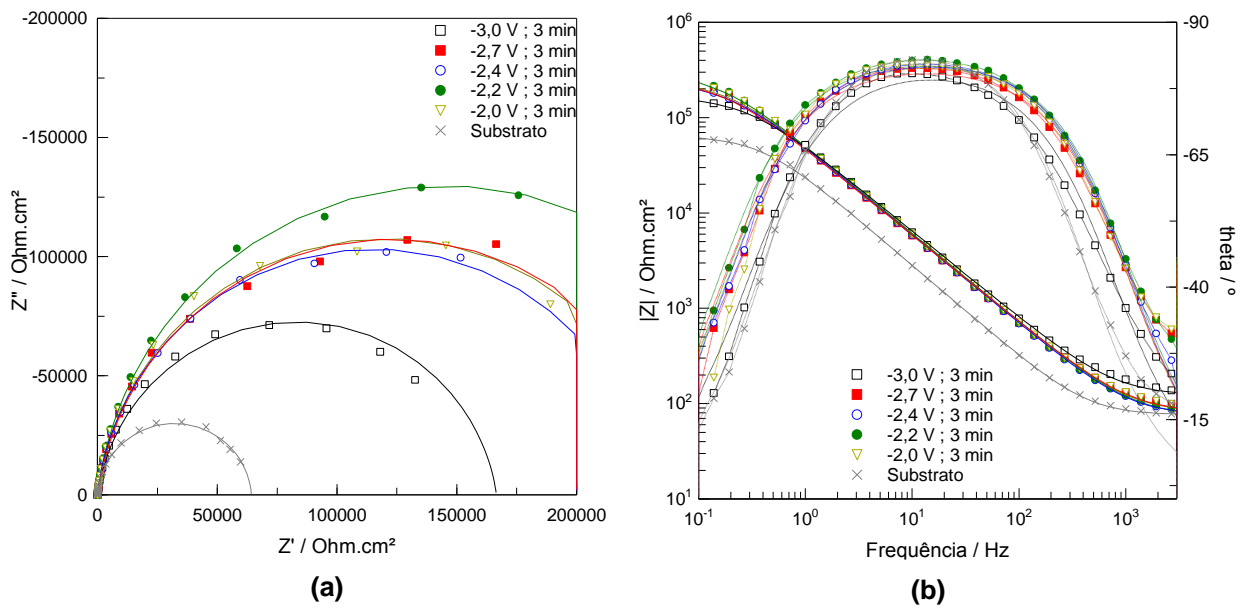 -200000
-150000
-100000
-50000
0
Z'' / Ohm.cm²
0 50000 100000 150000 200000
Z' / Ohm.cm²
-3,0 V ; 3 min
-2,7 V ; 3 min
-2,4 V ; 3 min
-2,2 V ; 3 min
-2,0 V ; 3 min
Substrato
(a)
10⁶
10⁵
10⁴
10³
10²
10¹
|Z| / Ohm.cm²
10⁻¹ 10⁰ 10¹ 10² 10³
Frequência / Hz
-90
-65
-40
-15
theta / º
-3,0 V ; 3 min
-2,7 V ; 3 min
-2,4 V ; 3 min
-2,2 V ; 3 min
-2,0 V ; 3 min
Substrato
(b)